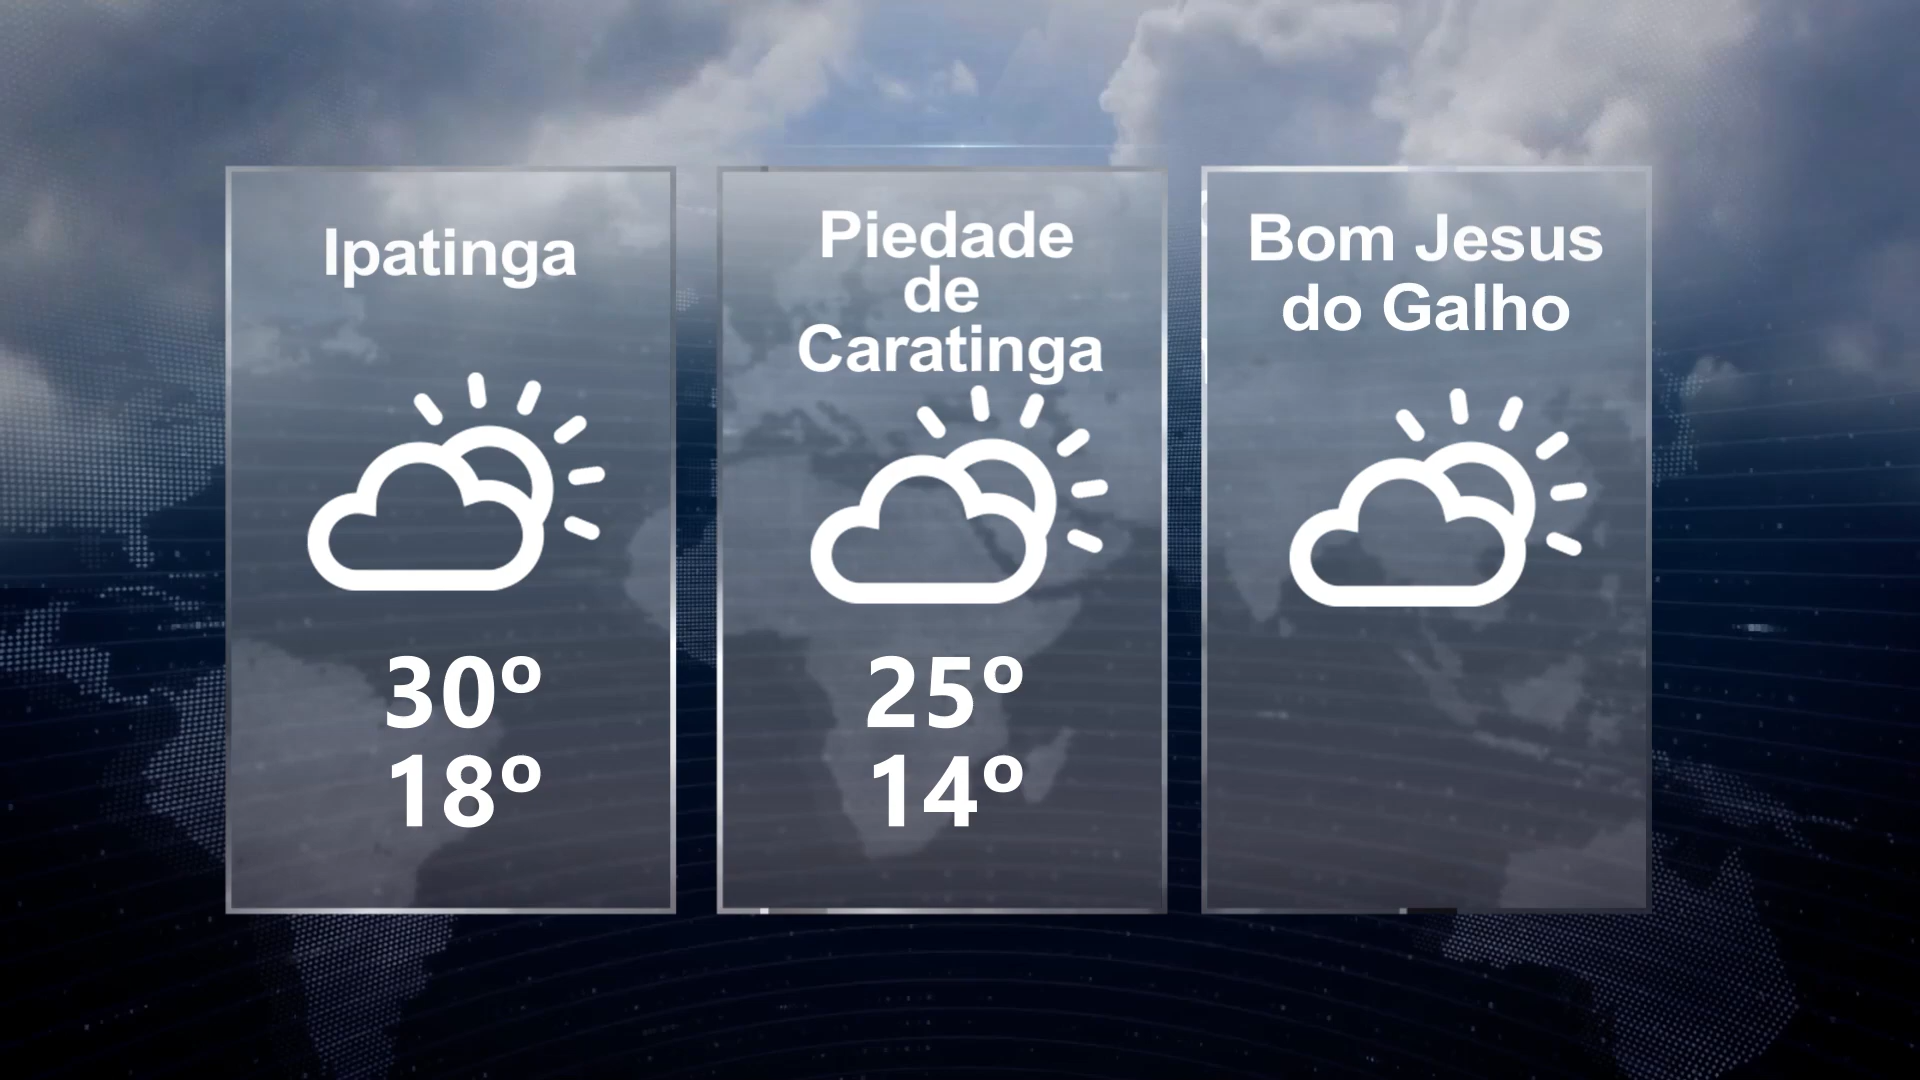 Ipatinga
30º
18º
Piedade
de
Caratinga
25º
14º
Bom Jesus
do Galho